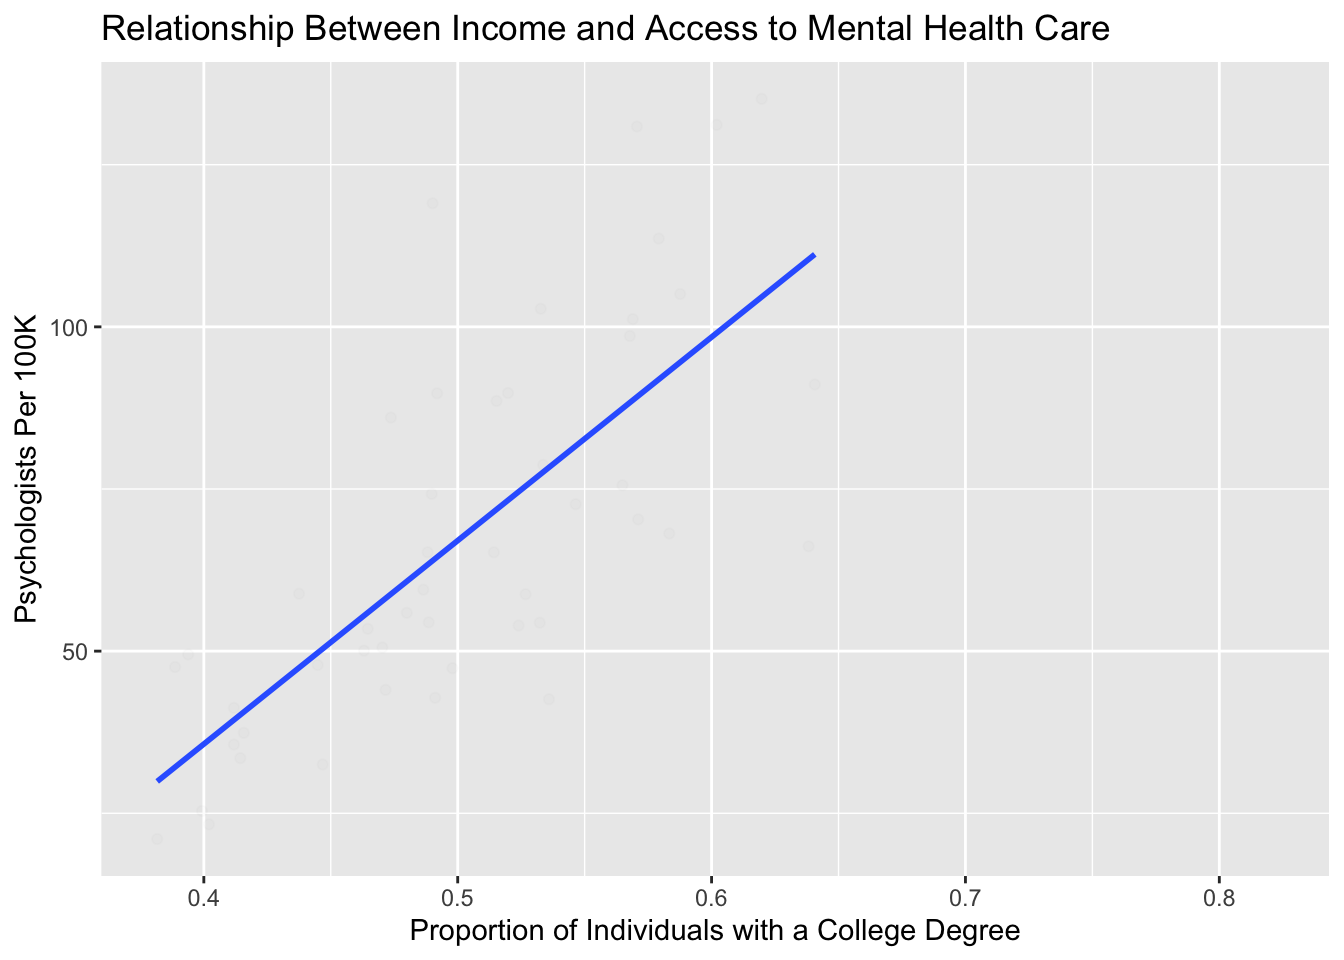 Relationship Between Income and Access to Mental Health Care
Psychologists Per 100K
100
50
0.4
0.5
0.6
0.7
0.8
Proportion of Individuals with a College Degree